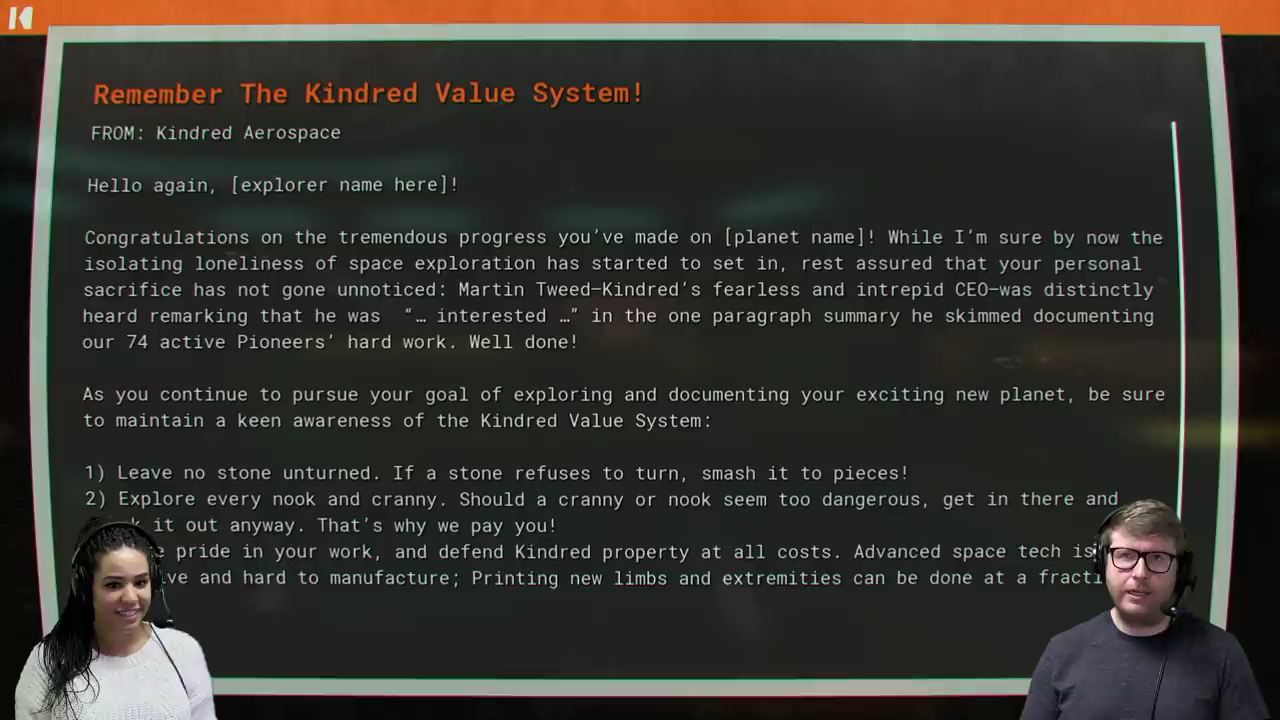 Remember The Kindred Value System!
FROM: Kindred Aerospace
Hello again, [explorer name here]!
Congratulations on the tremendous progress you’ve made on [planet name]! While I’m sure by now the
isolating loneliness of space exploration has started to set in, rest assured that your personal
sacrifice has not gone unnoticed: Martin Tweed—Kindred’s fearless and intrepid CEO—was distinctly
heard remarking that he was “… interested …” in the one paragraph summary he skimmed documenting
our 74 active Pioneers’ hard work. Well done!
As you continue to pursue your goal of exploring and documenting your exciting new planet, be sure
to maintain a keen awareness of the Kindred Value System:
1) Leave no stone unturned. If a stone refuses to turn, smash it to pieces!
2) Explore every nook and cranny. Should a cranny or nook seem too dangerous, get in there and
it out anyway. That’s why we pay you!
pride in your work, and defend Kindred property at all costs. Advanced space tech is
and hard to manufacture; Printing new limbs and extremities can be done at a